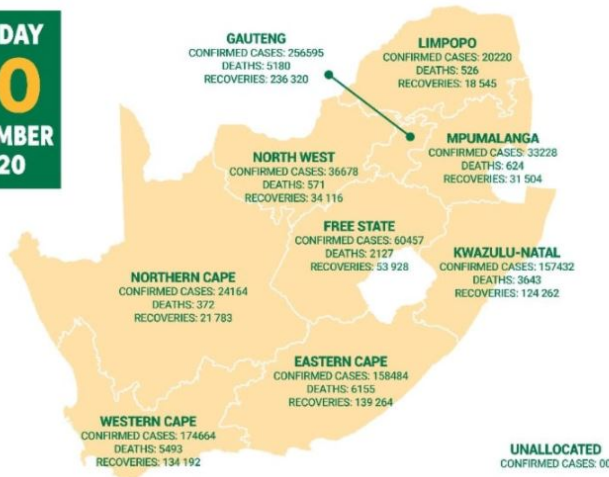 DAY
0
MBER
20
GAUTENG
CONFIRMED CASES: 256595
DEATHS: 5180
RECOVERIES: 236 320
LIMPOPO
CONFIRMED CASES: 20220
DEATHS: 526
RECOVERIES: 18 545
MPUMALANGA
CONFIRMED CASES: 33228
DEATHS: 624
RECOVERIES: 31 504
NORTH WEST
CONFIRMED CASES: 36678
DEATHS: 571
RECOVERIES: 34 116
FREE STATE
CONFIRMED CASES: 60457
DEATHS: 2127
RECOVERIES: 53 928
KWAZULU-NATAL
CONFIRMED CASES: 157432
DEATHS: 3643
RECOVERIES: 124 262
NORTHERN CAPE
CONFIRMED CASES: 24164
DEATHS: 372
RECOVERIES: 21 783
EASTERN CAPE
CONFIRMED CASES: 158484
DEATHS: 6155
RECOVERIES: 139 264
WESTERN CAPE
CONFIRMED CASES: 174664
DEATHS: 5493
RECOVERIES: 134 192
UNALLOCATED
CONFIRMED CASES: 00